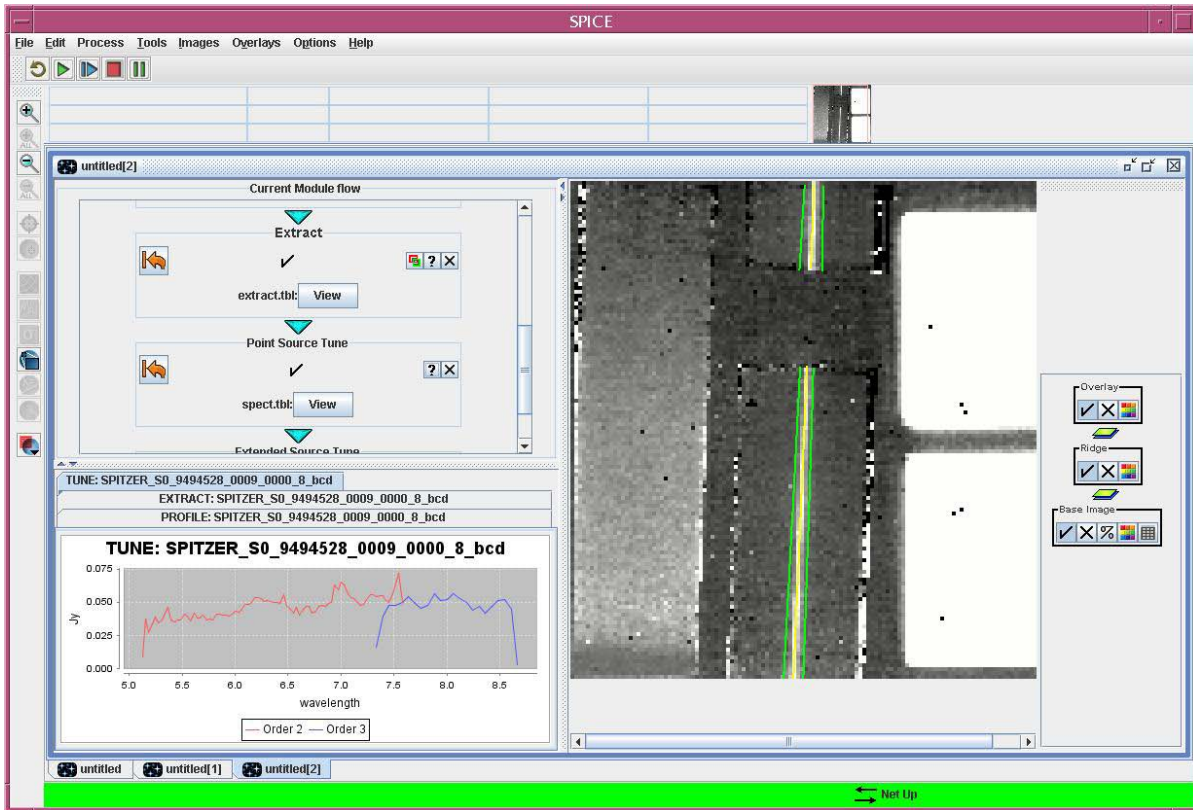 SPICE
File Edit Process Tools Images Overlays Options Help
ALL
ALL
untitled[2]
Current Module flow
Extract
?
extract.tbl: View
Point Source Tune
?
spect.tbl: View
Extended Source Tune
TUNE: SPITZER_S0_9494528_0009_0000_8_bcd
EXTRACT: SPITZER_S0_9494528_0009_0000_8_bcd
PROFILE: SPITZER_S0_9494528_0009_0000_8_bcd
TUNE: SPITZER_S0_9494528_0009_0000_8_bcd
0.075
0.050
0.025
0.000
Jy
5.0 5.5 6.0 6.5 7.0 7.5 8.0 8.5
wavelength
Order 2 Order 3
Overlay
Ridge
Base Image
%
untitled untitled[1] untitled[2]
Net Up